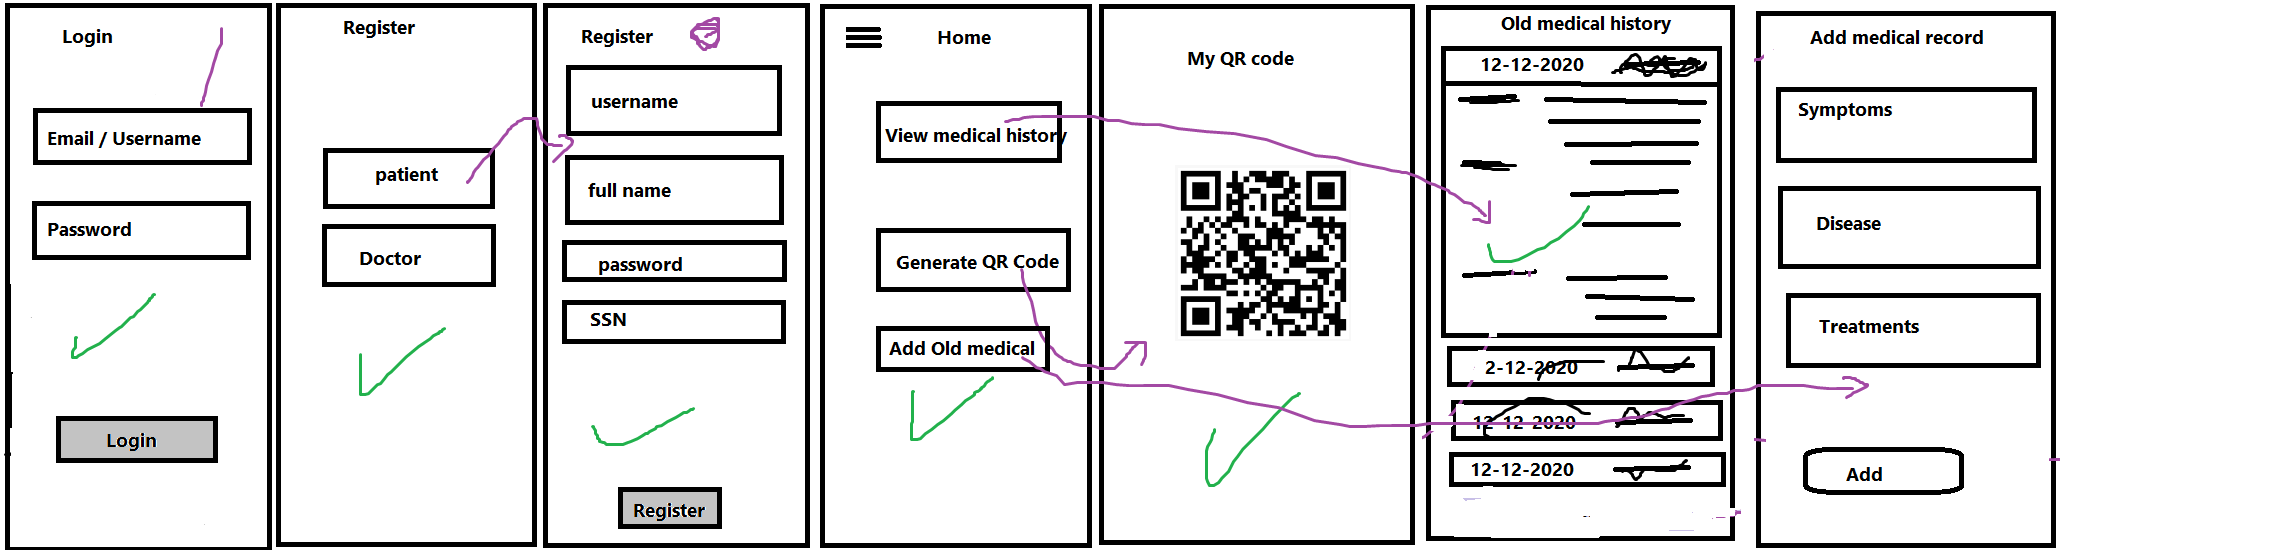 Login
Email / Username
Password
Login
Register
patient
Doctor
Register
username
full name
password
SSN
Register
Home
View medical history
Generate QR Code
Add Old medical
My QR code
Old medical history
12-12-2020
2-12-2020
12-12-2020
12-12-2020
Add medical record
Symptoms
Disease
Treatments
Add